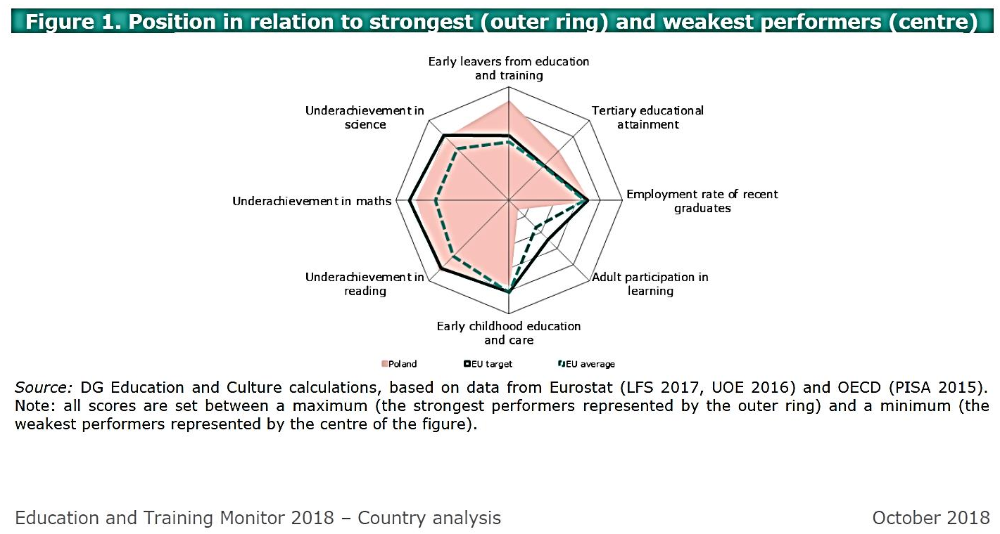 Figure 1. Position in relation to strongest (outer ring) and weakest performers (centre)
Early leavers from education
and training
Underachievement in
science
Tertiary educational
attainment
Underachievement in maths
Employment rate of recent
graduates
Underachievement in
reading
Adult participation in
learning
Early childhood education
and care
Poland
EU target
EU average
Source: DG Education and Culture calculations, based on data from Eurostat (LFS 2017, UOE 2016) and OECD (PISA 2015).
Note: all scores are set between a maximum (the strongest performers represented by the outer ring) and a minimum (the
weakest performers represented by the centre of the figure).
Education and Training Monitor 2018 – Country analysis
October 2018